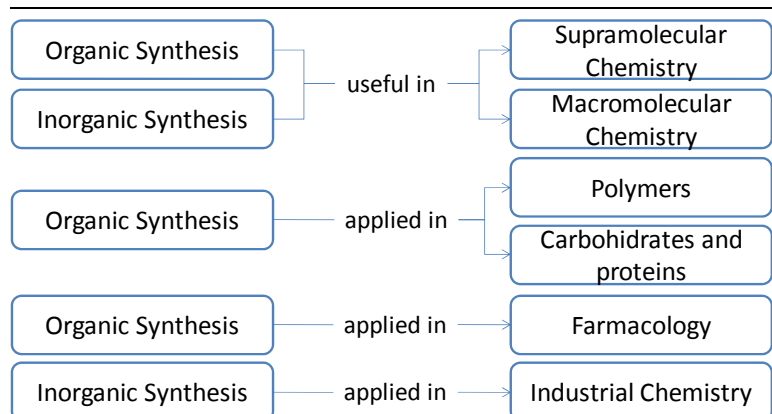 Organic Synthesis
Inorganic Synthesis
useful in
Supramolecular
Chemistry
Macromolecular
Chemistry
Organic Synthesis
applied in
Polymers
Carbohidrates and
proteins
Organic Synthesis
applied in
Farmacology
Inorganic Synthesis
applied in
Industrial Chemistry